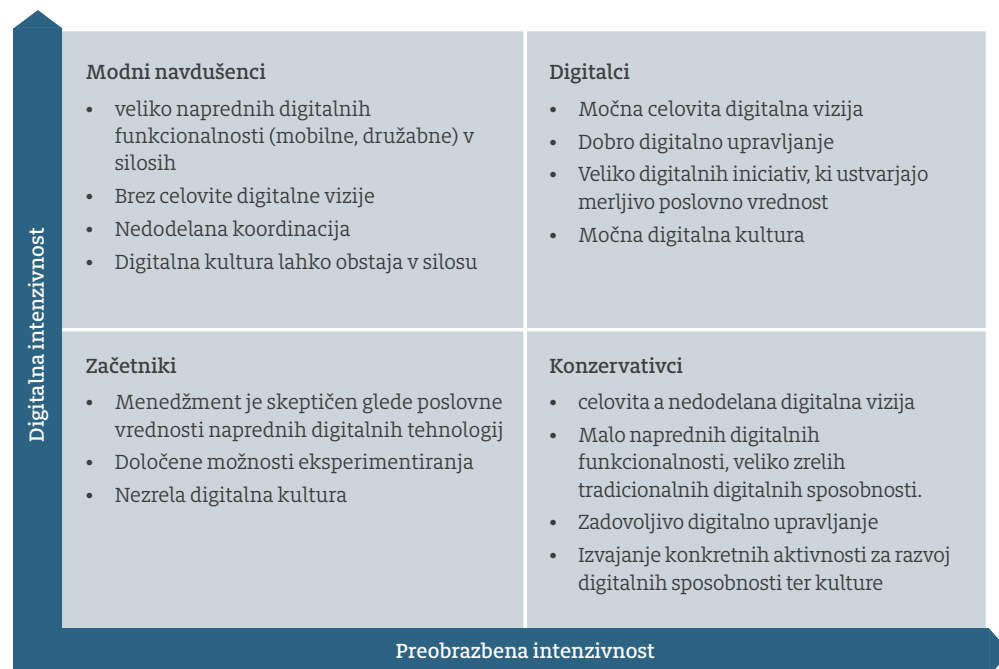 Digitalna intenzivnost
Modni navdušenci
• veliko naprednih digitalnih
funkcionalnosti (mobilne, družabne) v
silosih
• Brez celovite digitalne vizije
• Nedodelana koordinacija
• Digitalna kultura lahko obstaja v silosu
Digitalci
• Močna celovita digitalna vizija
• Dobro digitalno upravljanje
• Veliko digitalnih iniciativ, ki ustvarjajo
merljivo poslovno vrednost
• Močna digitalna kultura
Začetniki
• Menedžment je skeptičen glede poslovne
vrednosti naprednih digitalnih tehnologij
• Določene možnosti eksperimentiranja
• Nezrela digitalna kultura
Konzervativci
• celovita a nedodelana digitalna vizija
• Malo naprednih digitalnih
funkcionalnosti, veliko zrelih
tradicionalnih digitalnih sposobnosti.
• Zadovoljivo digitalno upravljanje
• Izvajanje konkretnih aktivnosti za razvoj
digitalnih sposobnosti ter kulture
Preobrazbena intenzivnost